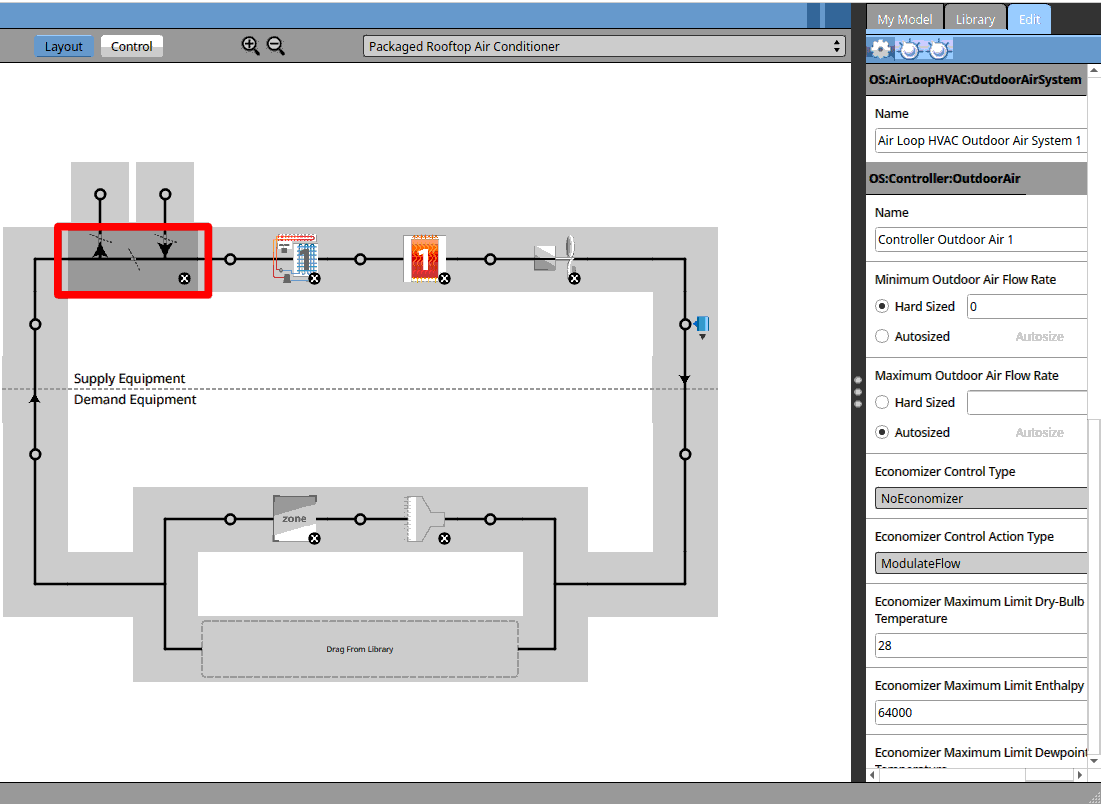 My Model
Library
Edit
Layout
Control
Packaged Rooftop Air Conditioner
OS:AirLoopHVAC:OutdoorAirSystem
Name
Air Loop HVAC Outdoor Air System 1
OS:Controller:OutdoorAir
Name
Controller Outdoor Air 1
Minimum Outdoor Air Flow Rate
Hard Sized
0
Autosized
Autosize
Maximum Outdoor Air Flow Rate
Hard Sized
Autosized
Autosize
Economizer Control Type
NoEconomizer
Economizer Control Action Type
ModulateFlow
Economizer Maximum Limit Dry-Bulb
Temperature
28
Economizer Maximum Limit Enthalpy
64000
Economizer Maximum Limit Dewpoint
Temperature
1
1
Supply Equipment
Demand Equipment
zone
Drag From Library